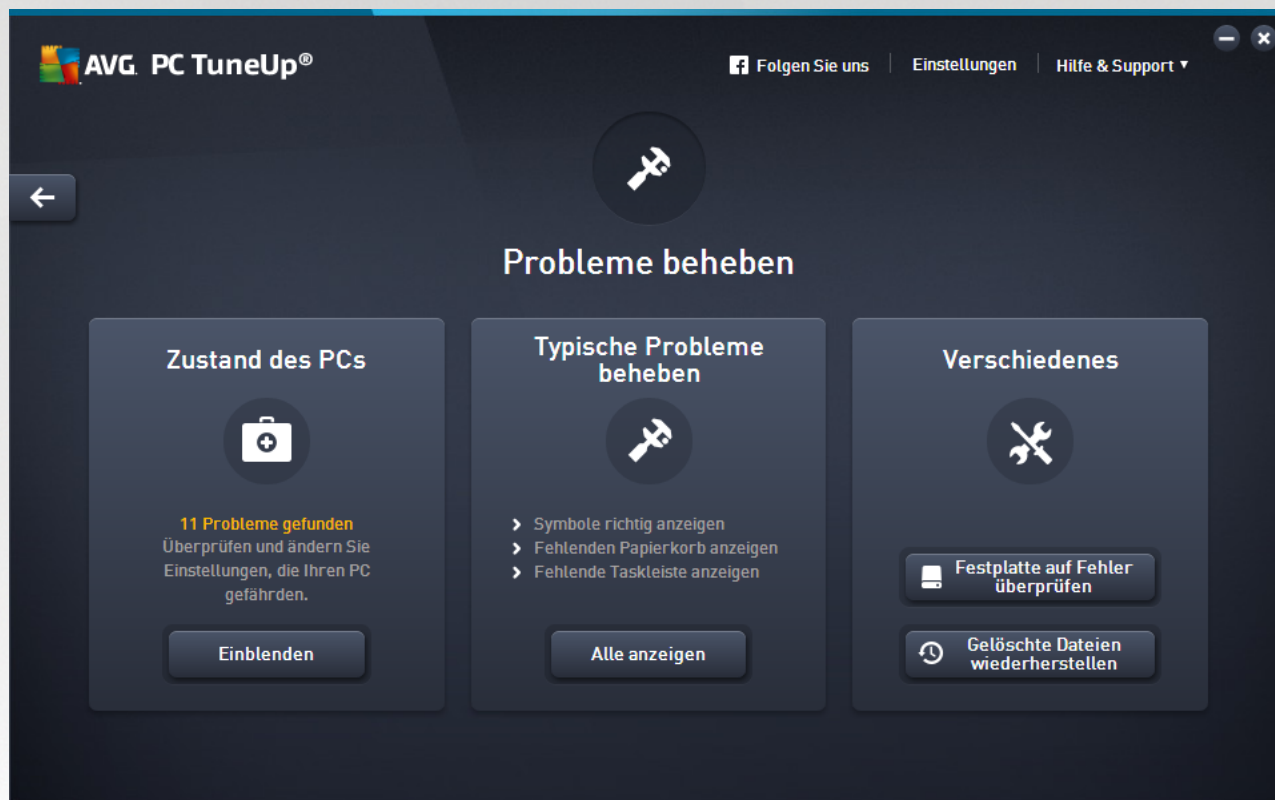 AVG. PC TuneUp®
Folgen Sie uns
Einstellungen
Hilfe & Support
Probleme beheben
Zustand des PCs
11 Probleme gefunden
Überprüfen und ändern Sie
Einstellungen, die Ihren PC
gefährden.
Einblenden
Typische Probleme
beheben
Symbole richtig anzeigen
Fehlenden Papierkorb anzeigen
Fehlende Taskleiste anzeigen
Alle anzeigen
Verschiedenes
Festplatte auf Fehler
überprüfen
Gelöschte Dateien
wiederherstellen